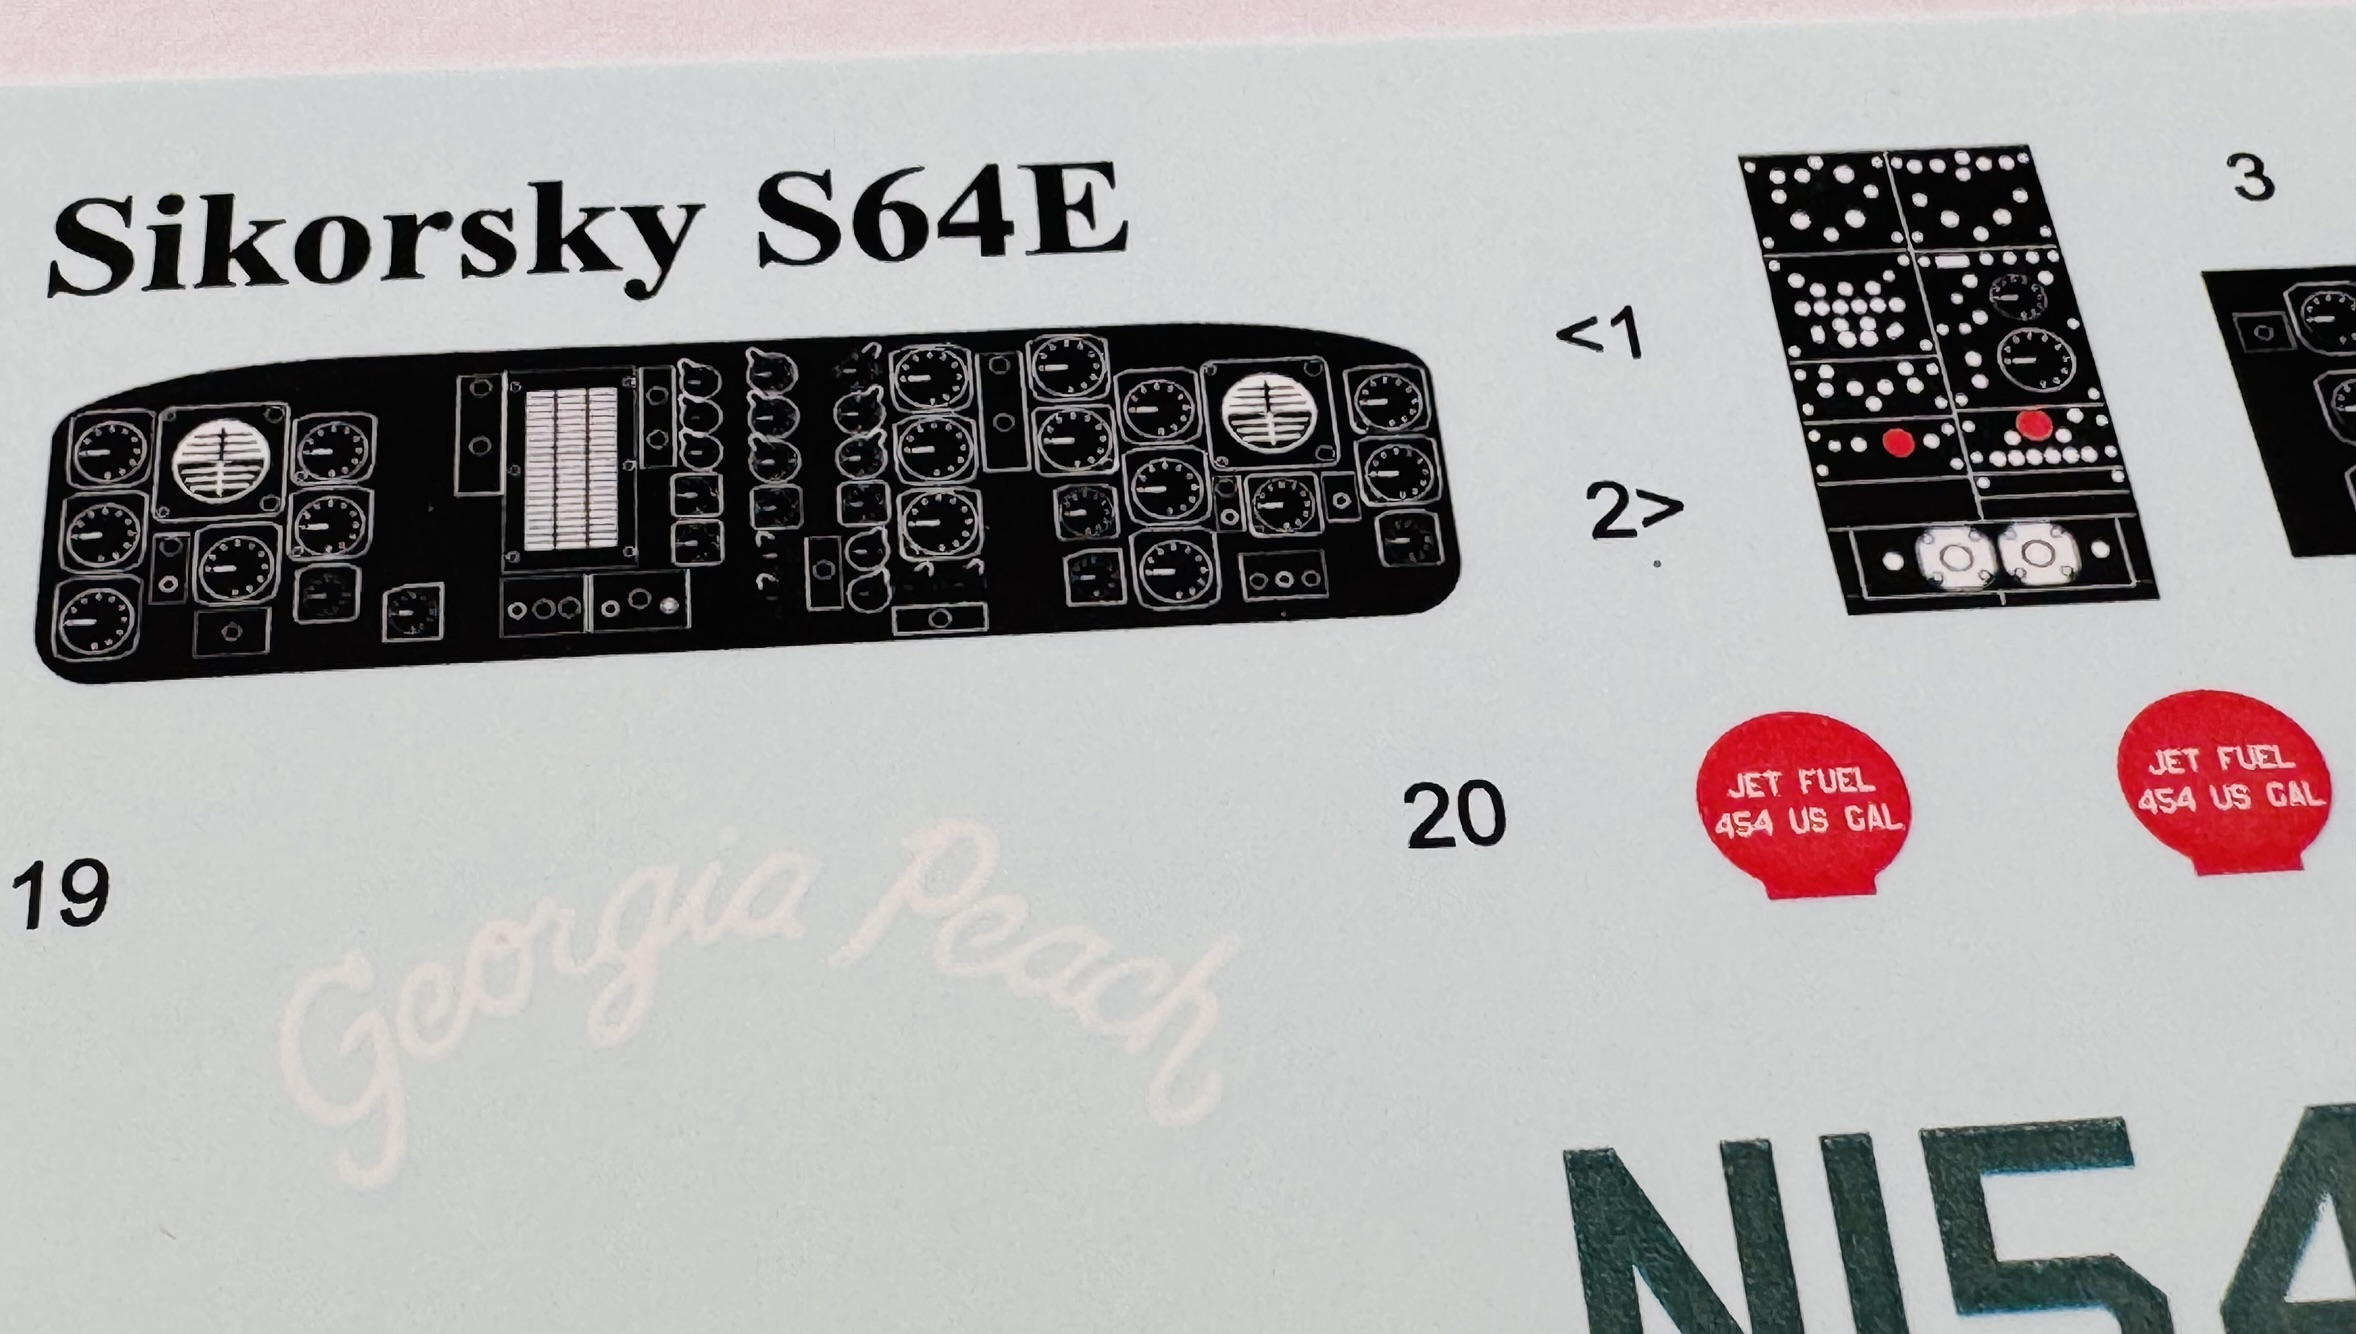 Sikorsky S64E
<1
2>
3
19
Georgia Peach
20
JET FUEL
454 US GAL
JET FUEL
454 US GAL
N154